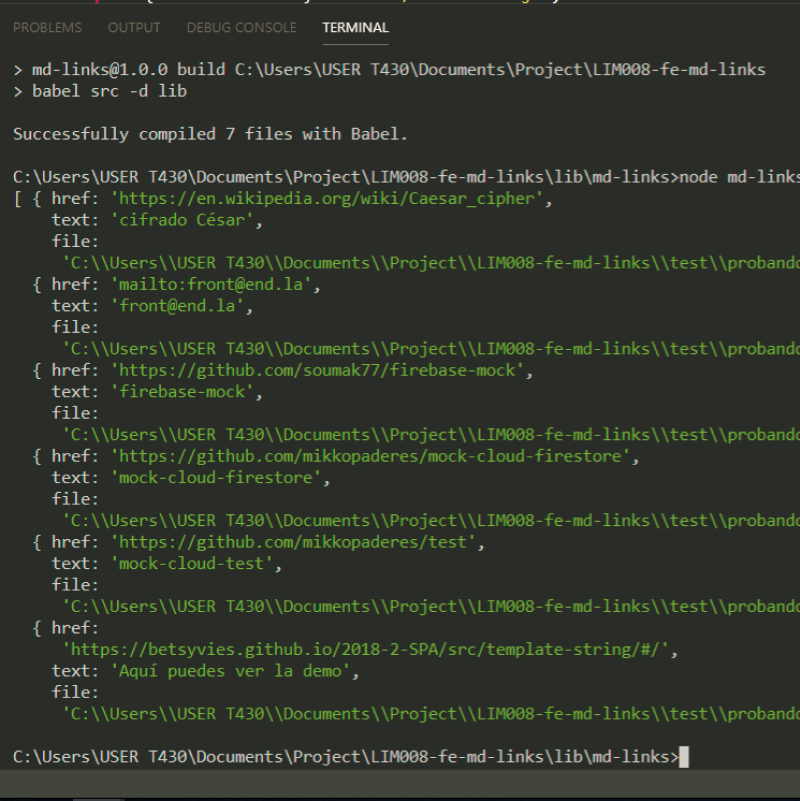 PROBLEMS OUTPUT DEBUG CONSOLE TERMINAL
> md-links@1.0.0 build C:\Users\USER T430\Documents\Project\LIM008-fe-md-links
> babel src -d lib
Successfully compiled 7 files with Babel.
C:\Users\USER T430\Documents\Project\LIM008-fe-md-links\lib\md-links>node md-links
[ { href: 'https://en.wikipedia.org/wiki/Caesar_cipher',
text: 'cifrado César',
file:
'C:\\Users\\USER T430\\Documents\\Project\\LIM008-fe-md-links\\test\\probando
{ href: 'mailto:front@end.la',
text: 'front@end.la',
file:
'C:\\Users\\USER T430\\Documents\\Project\\LIM008-fe-md-links\\test\\probando
{ href: 'https://github.com/soumak77/firebase-mock',
text: 'firebase-mock',
file:
'C:\\Users\\USER T430\\Documents\\Project\\LIM008-fe-md-links\\test\\probando
{ href: 'https://github.com/mikkopaderes/mock-cloud-firestore',
text: 'mock-cloud-firestore',
file:
'C:\\Users\\USER T430\\Documents\\Project\\LIM008-fe-md-links\\test\\probando
{ href: 'https://github.com/mikkopaderes/test',
text: 'mock-cloud-test',
file:
'C:\\Users\\USER T430\\Documents\\Project\\LIM008-fe-md-links\\test\\probando
{ href:
'https://betsyvies.github.io/2018-2-SPA/src/template-string/#/',
text: 'Aquí puedes ver la demo',
file:
'C:\\Users\\USER T430\\Documents\\Project\\LIM008-fe-md-links\\test\\probando
C:\Users\USER T430\Documents\Project\LIM008-fe-md-links\lib\md-links>